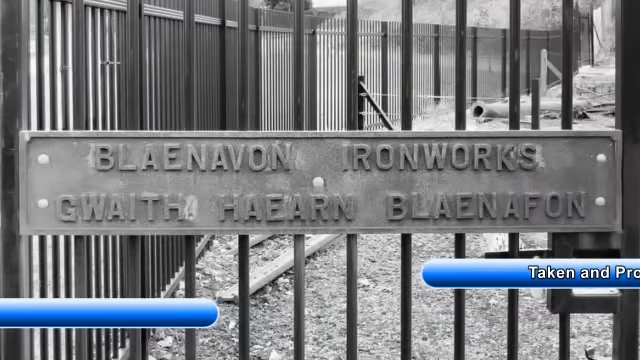 BLAENAVON IRONWORKS
GWAITH HAEARN BLAENAFON
Taken and Pro